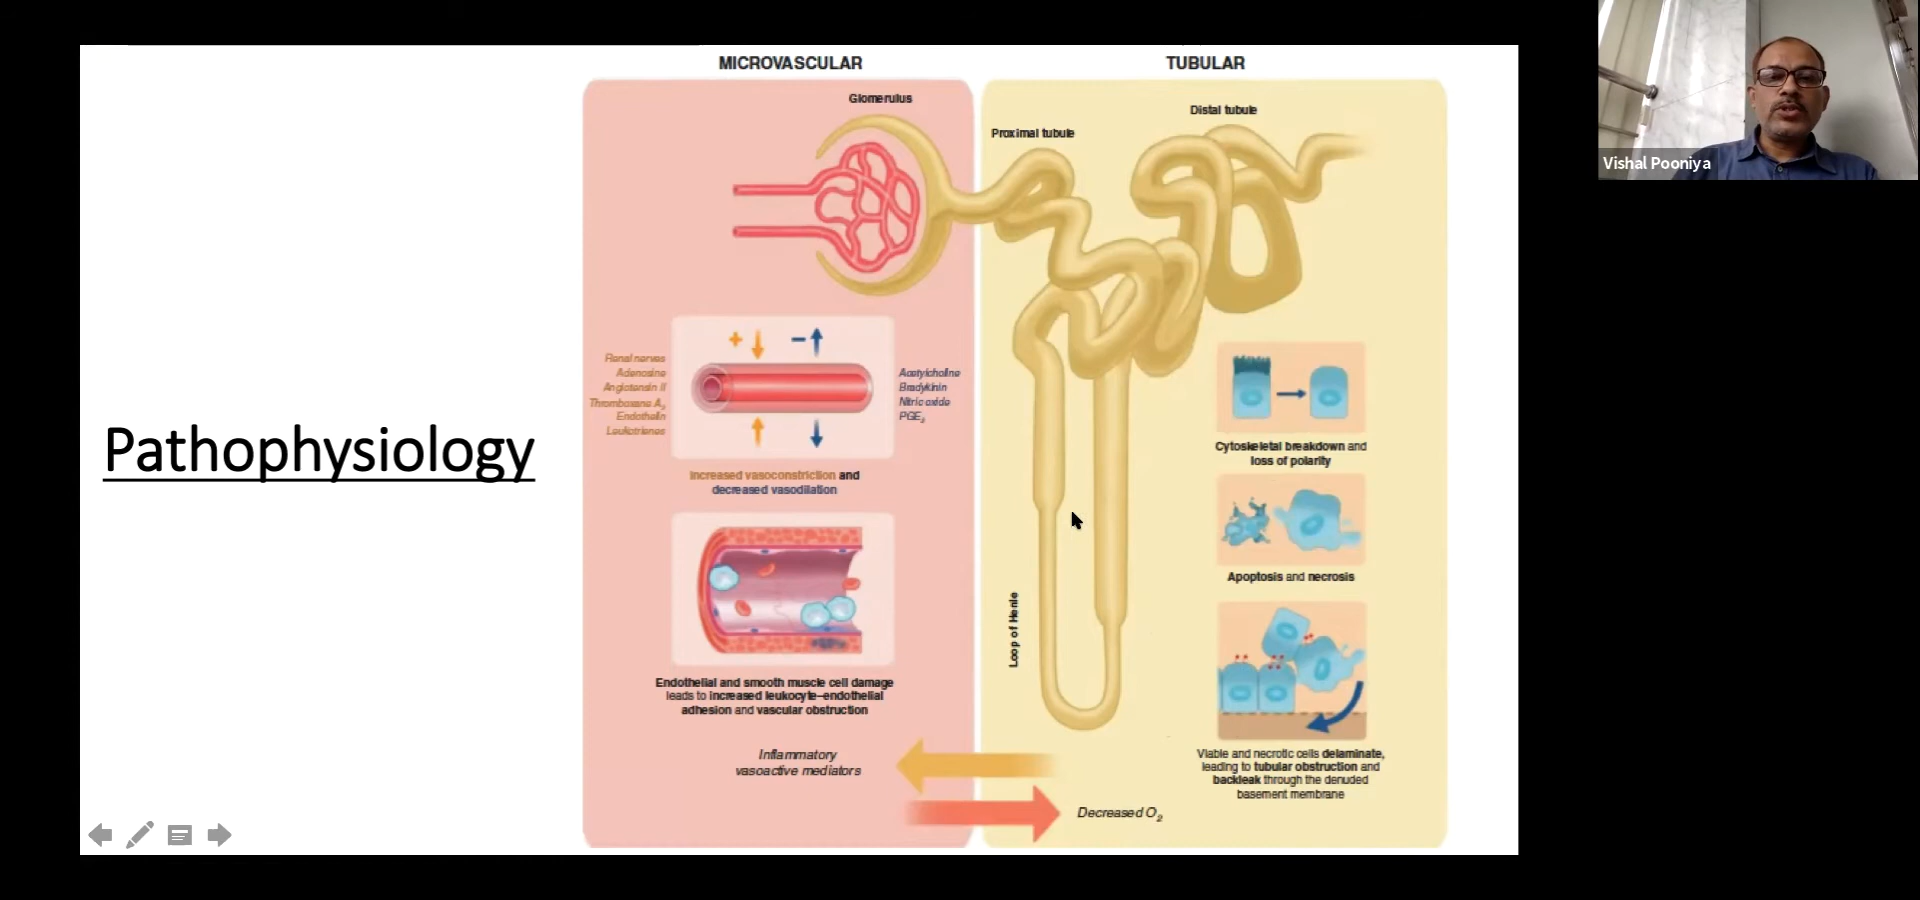 Pathophysiology
MICROVASCULAR
Glomerulus
+
−
Renal nerves
Adenosine
Angiotensin II
Thromboxane A₂
Endothelin
Leukotrienes
Acetylcholine
Bradykinin
Nitric oxide
PGE₂
Increased vasoconstriction and
decreased vasodilation
Endothelial and smooth muscle cell damage
leads to increased leukocyte–endothelial
adhesion and vascular obstruction
Inflammatory
vasoactive mediators
TUBULAR
Proximal tubule
Distal tubule
Loop of Henle
Cytoskeletal breakdown and
loss of polarity
Apoptosis and necrosis
Viable and necrotic cells delaminate,
leading to tubular obstruction and
backleak through the denuded
basement membrane
Decreased O₂
Vishal Pooniya